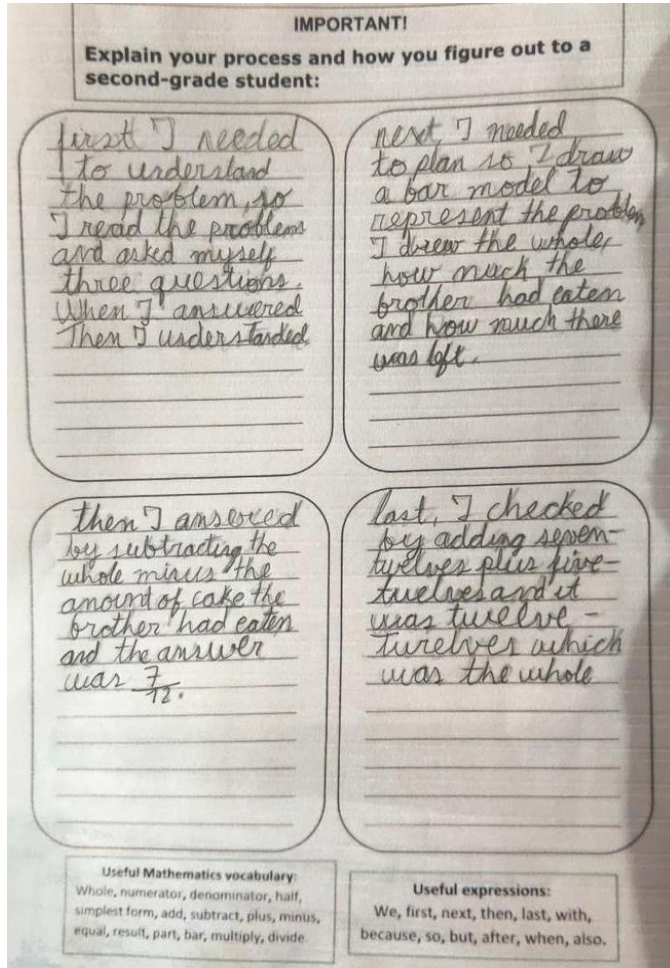 IMPORTANT!
Explain your process and how you figure out to a
second-grade student:
first I needed
to understand
the problem, so
I read the problems
and asked myself
three questions.
When I answered
Then I understanded
next, I needed
to plan so I draw
a bar model to
represent the problem
I drew the whole,
how much the
brother had eaten
and how much there
was left.
then I ansered
by subtracting the
whole minus the
amound of cake the
brother had eaten
and the answer
was 7/12.
last, I checked
by adding seven-
twelves plus five-
twelves and it
was twelve -
twelves which
was the whole
Useful Mathematics vocabulary:
Whole, numerator, denominator, half,
simplest form, add, subtract, plus, minus,
equal, result, part, bar, multiply, divide.
Useful expressions:
We, first, next, then, last, with,
because, so, but, after, when, also.